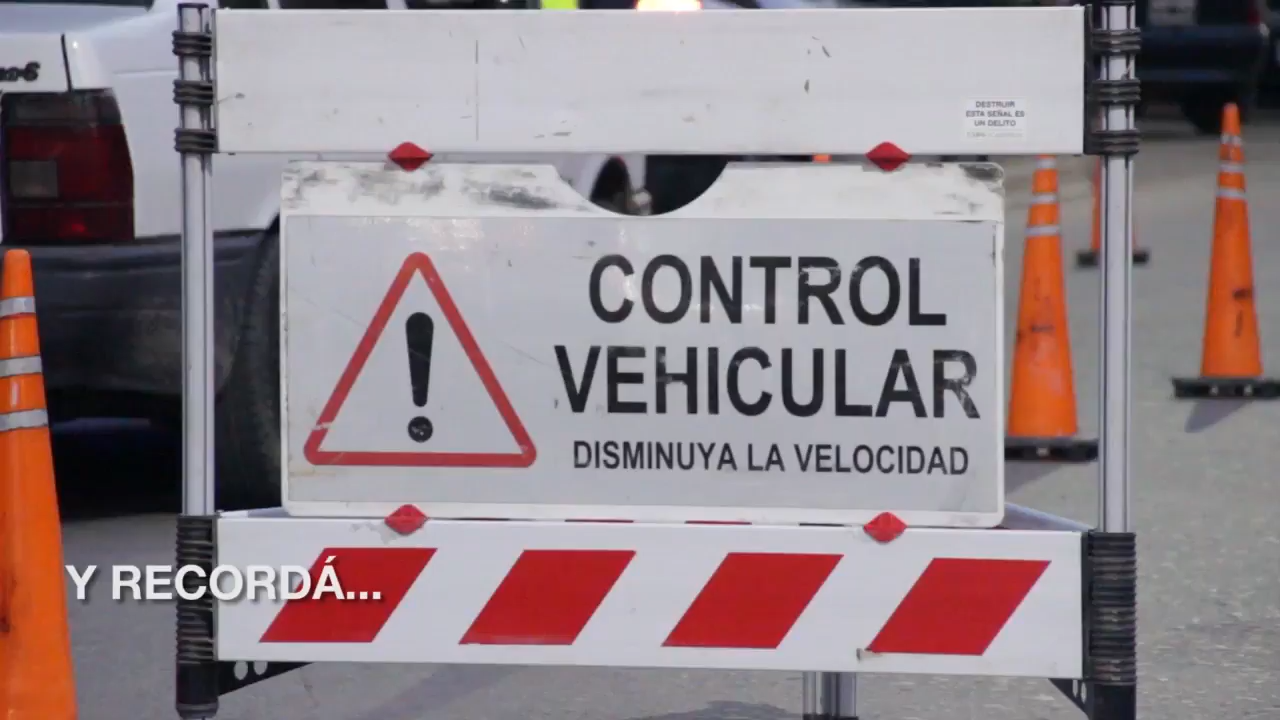 DESTRUIR
ESTA SEÑAL ES
UN DELITO
CONTROL
VEHICULAR
DISMINUYA LA VELOCIDAD
Y RECORDÁ...